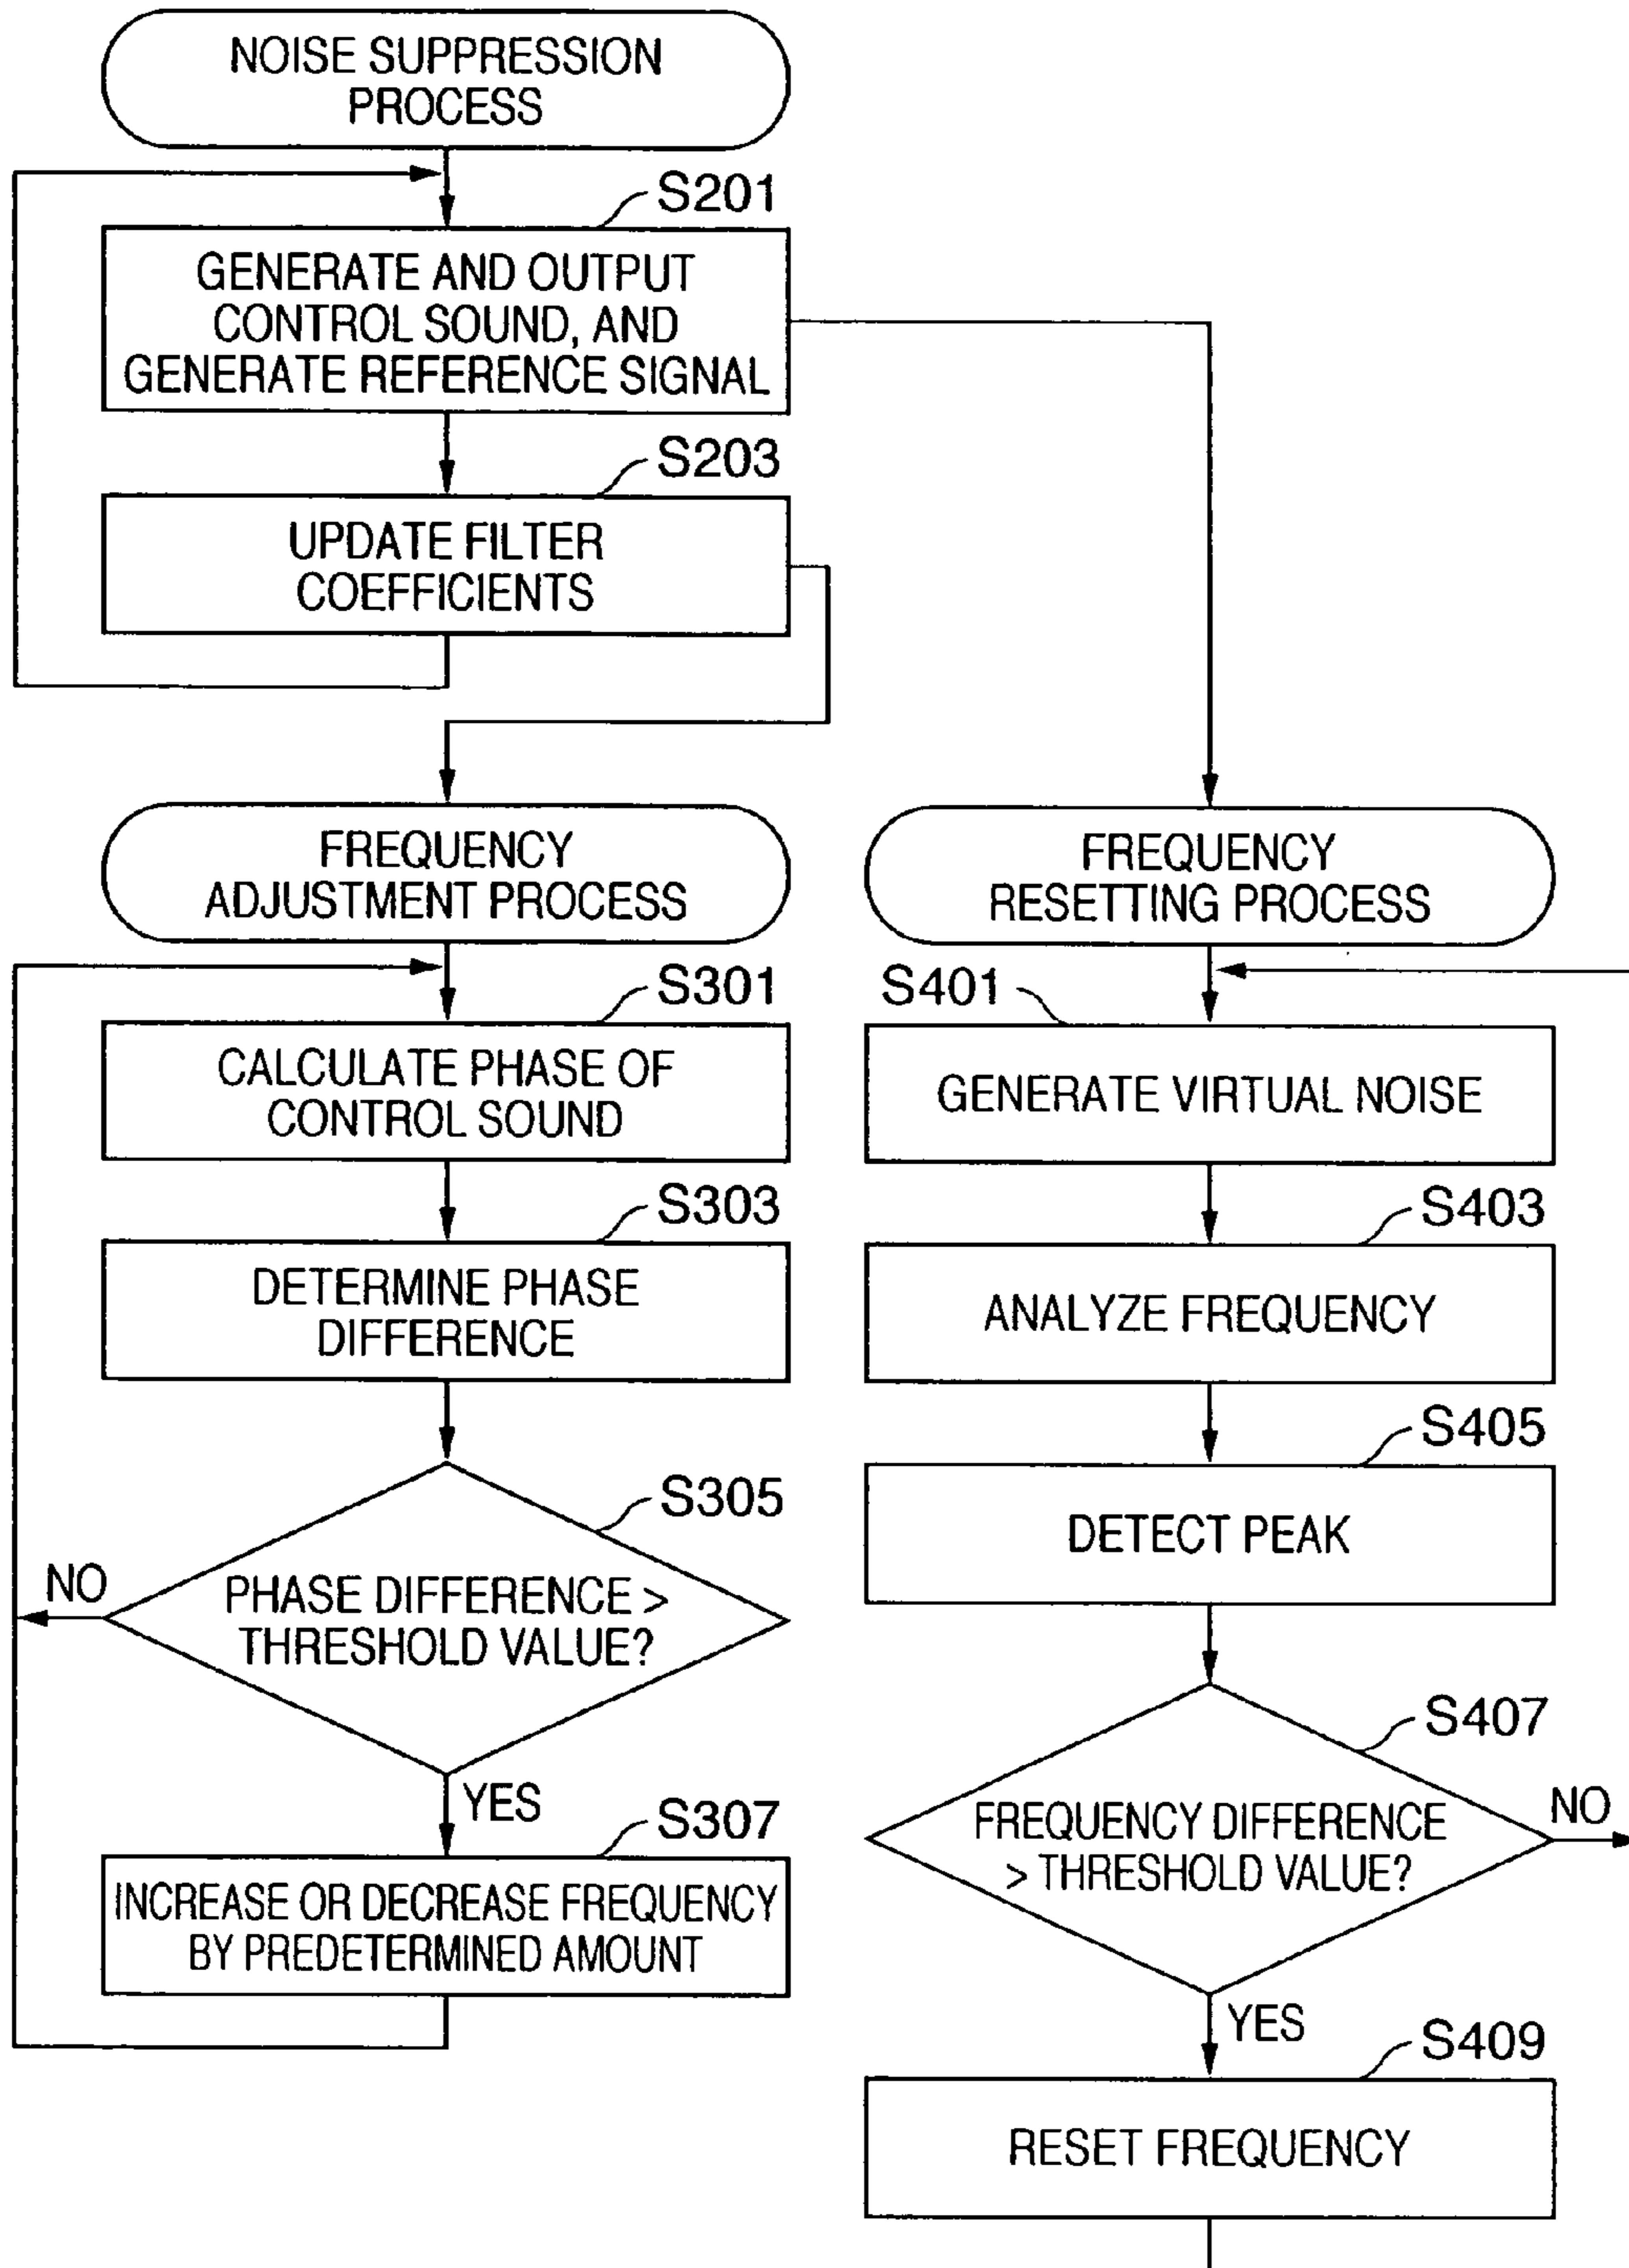 NOISE SUPPRESSION
PROCESS
S201
GENERATE AND OUTPUT
CONTROL SOUND, AND
GENERATE REFERENCE SIGNAL
S203
UPDATE FILTER
COEFFICIENTS
FREQUENCY
ADJUSTMENT PROCESS
S301
CALCULATE PHASE OF
CONTROL SOUND
S303
DETERMINE PHASE
DIFFERENCE
S305
PHASE DIFFERENCE >
THRESHOLD VALUE?
NO
YES
S307
INCREASE OR DECREASE FREQUENCY
BY PREDETERMINED AMOUNT
FREQUENCY
RESETTING PROCESS
S401
GENERATE VIRTUAL NOISE
S403
ANALYZE FREQUENCY
S405
DETECT PEAK
S407
FREQUENCY DIFFERENCE
> THRESHOLD VALUE?
NO
YES
S409
RESET FREQUENCY